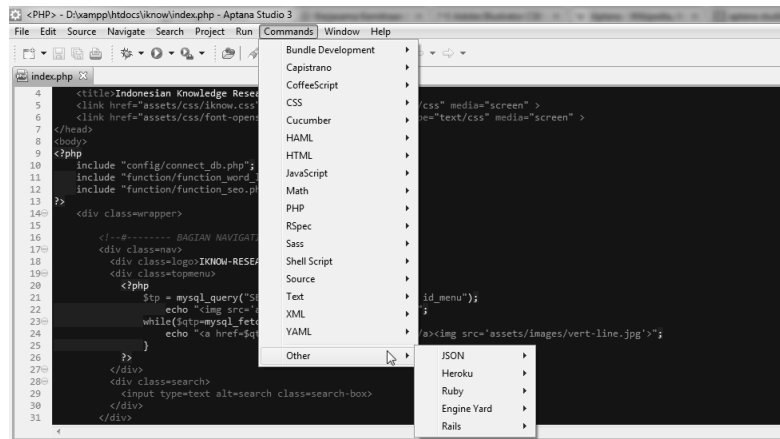 <PHP> - D:\xampp\htdocs\iknow\index.php - Aptana Studio 3
File Edit Source Navigate Search Project Run Commands Window Help
index.php
Bundle Development
Capistrano
CoffeeScript
CSS
Cucumber
HAML
HTML
JavaScript
Math
PHP
RSpec
Sass
Shell Script
Source
Text
XML
YAML
Other
JSON
Heroku
Ruby
Engine Yard
Rails
4 <title>Indonesian Knowledge Resea
5 <link href="assets/css/iknow.css" /css" media="screen" >
6 <link href="assets/css/font-opens pe="text/css" media="screen" >
7 </head>
8 <body>
9 <?php
10 include "config/connect_db.php";
11 include "function/function_word_l
12 include "function/function_seo.ph
13 ?>
14 <div class=wrapper>
15
16 <!--#-------- BAGIAN NAVIGATI
17 <div class=nav>
18 <div class=logo>IKNOW-RESEA
19 <div class=topmenu>
20 <?php
21 $tp = mysql_query("SE id_menu");
22 echo "<img src='a ";
23 while($qtp=mysql_fetc
24 echo "<a href=$qt /a><img src='assets/images/vert-line.jpg'>";
25 }
26 ?>
27 </div>
28 <div class=search>
29 <input type=text alt=search class=search-box>
30 </div>
31 </div>